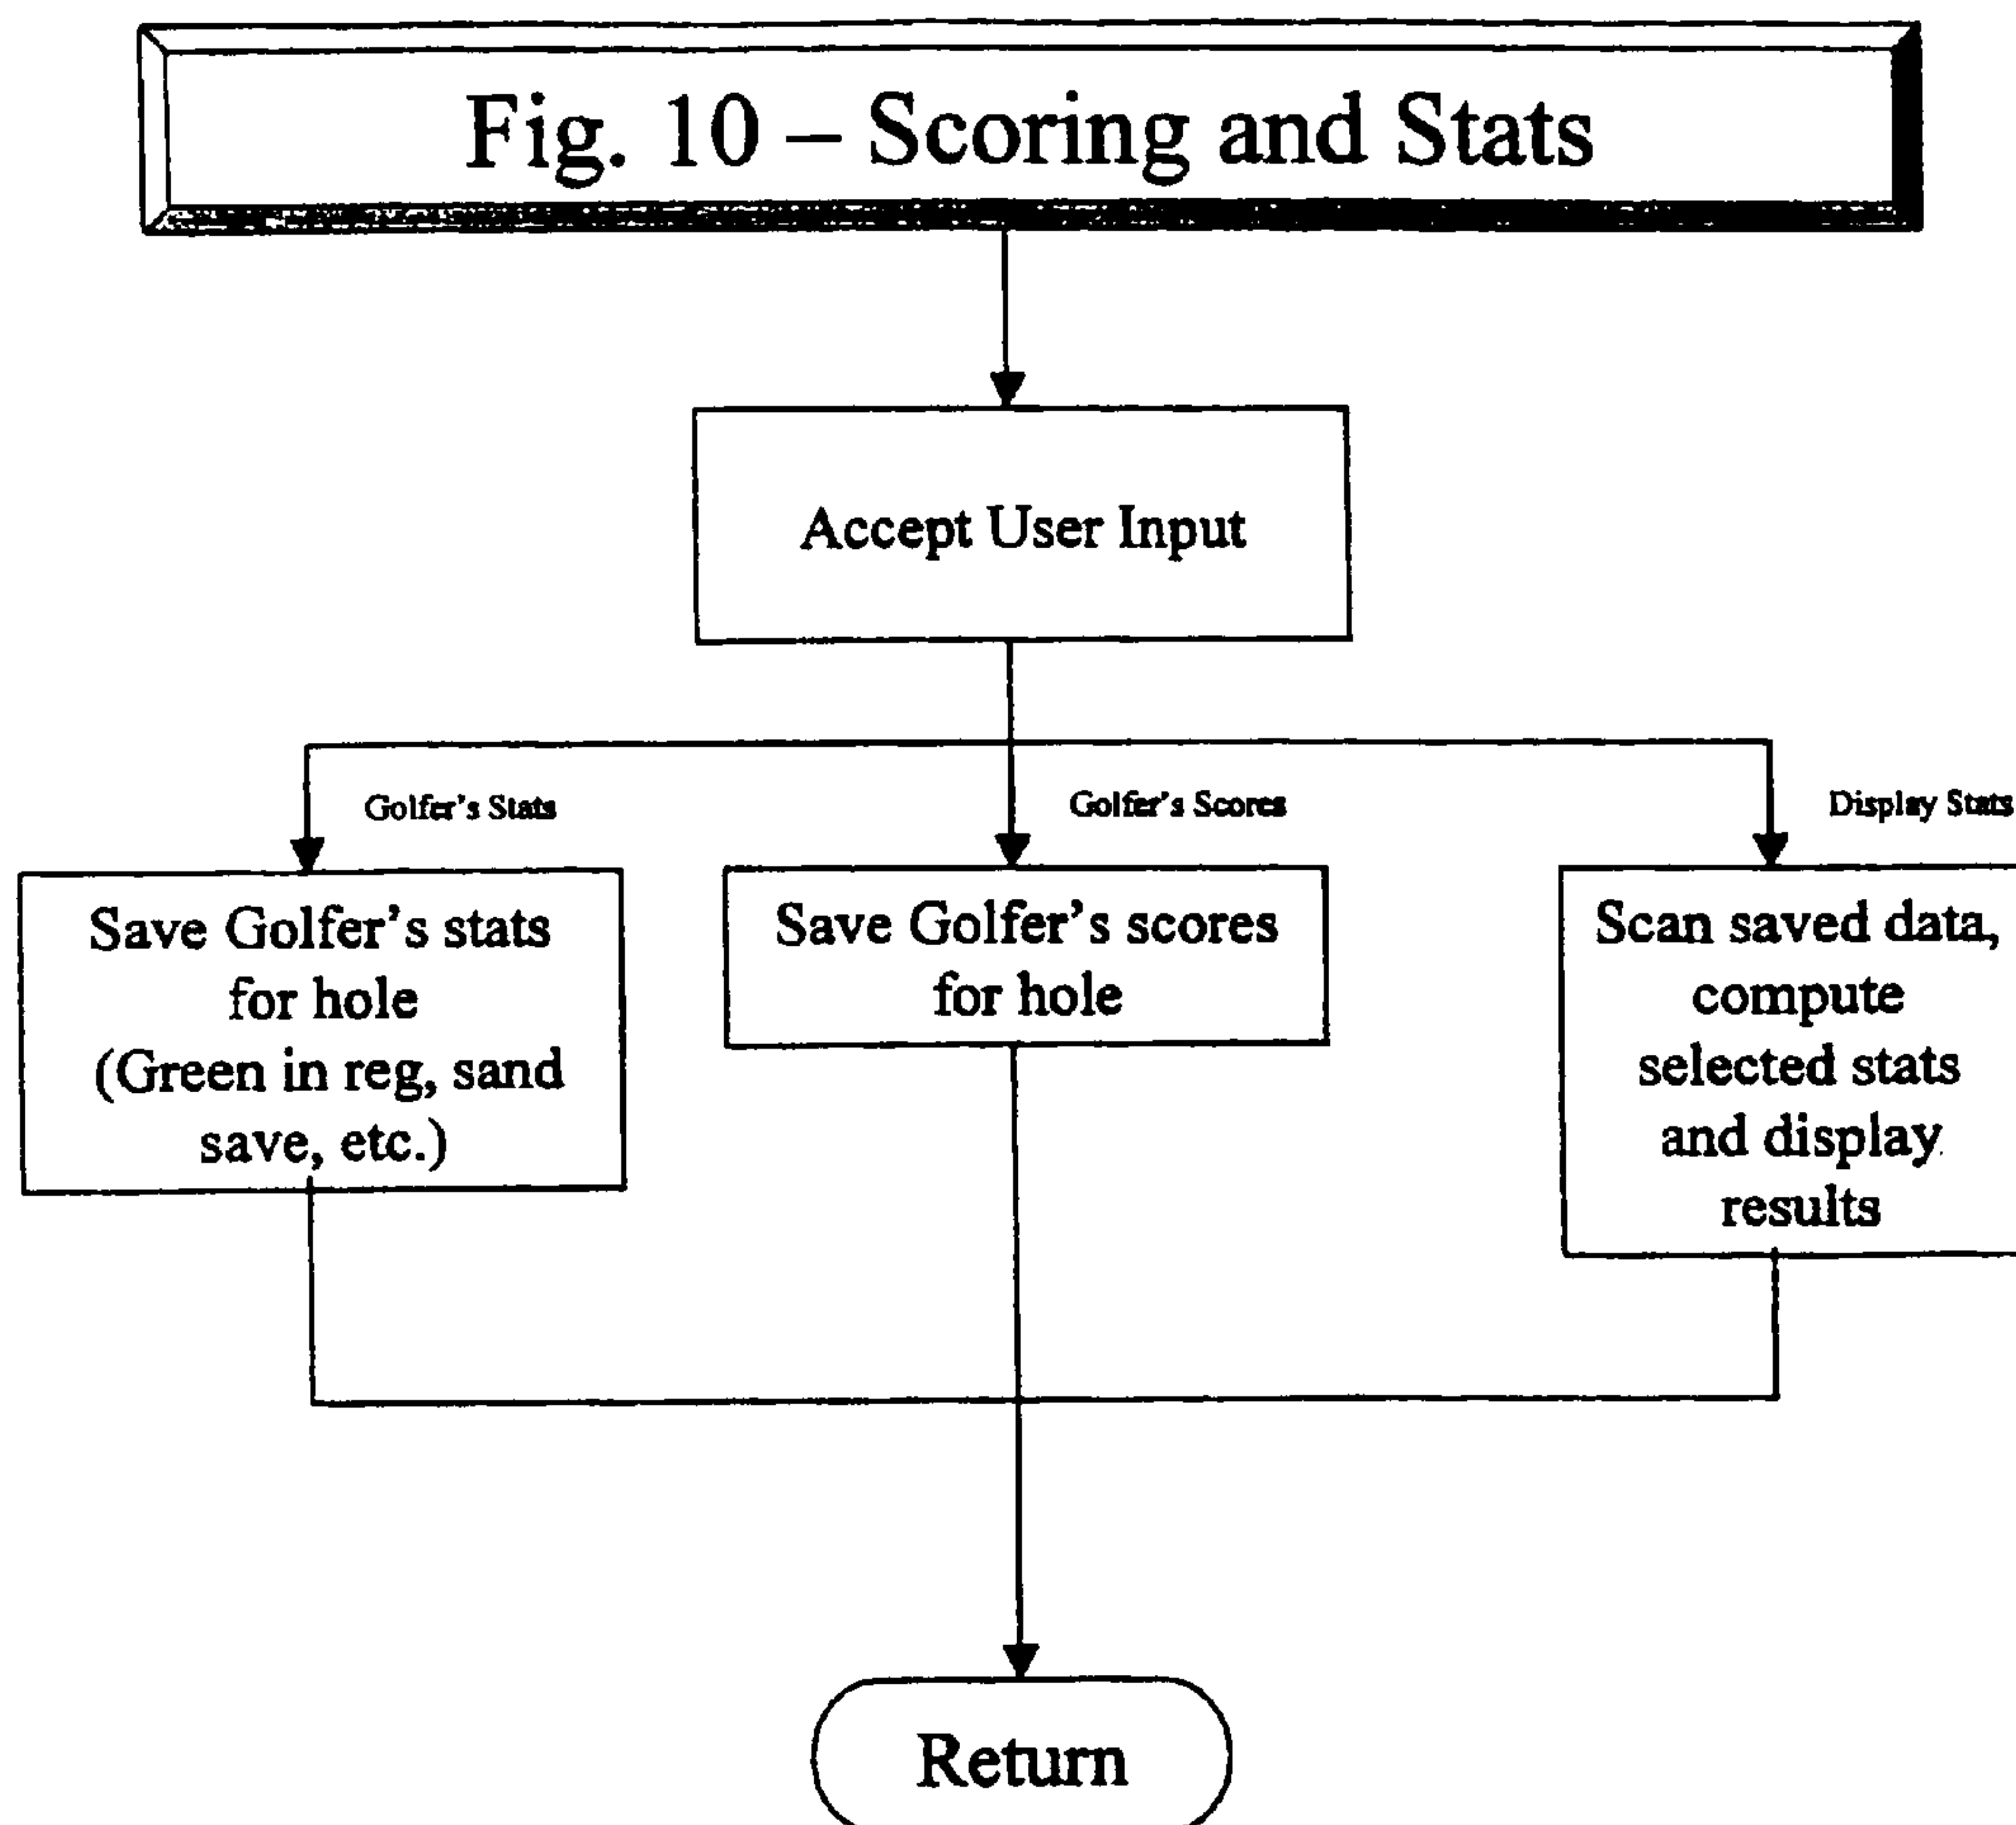 Fig. 10 – Scoring and Stats
Accept User Input
Golfer's Stats
Golfer's Scores
Display Stats
Save Golfer's stats
for hole
(Green in reg, sand
save, etc.)
Save Golfer's scores
for hole
Scan saved data,
compute
selected stats
and display
results
Return